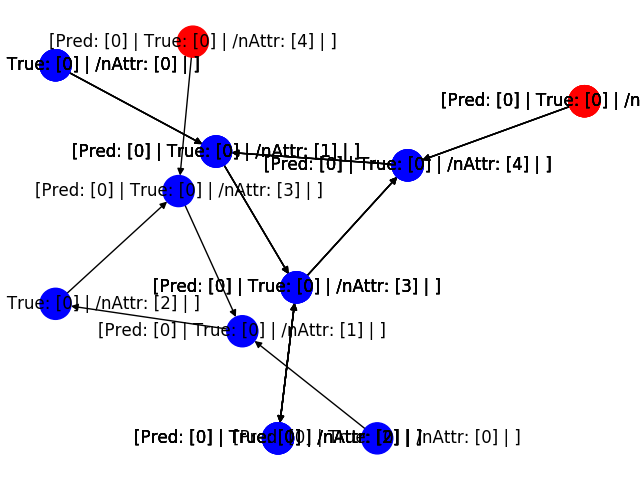 [Pred: [0] | True: [0] | /nAttr: [4] | ]
True: [0] | /nAttr: [0] | ]
[Pred: [0] | True: [0] | /n
[Pred: [0] | True: [0] | /nAttr: [1] | ]
[Pred: [0] | True: [0] | /nAttr: [4] | ]
[Pred: [0] | True: [0] | /nAttr: [3] | ]
[Pred: [0] | True: [0] | /nAttr: [3] | ]
True: [0] | /nAttr: [2] | ]
[Pred: [0] | True: [0] | /nAttr: [1] | ]
[Pred: [0] | True: [0] | /nAttr: [2] | ]
[Pred: [0] | True: [0] | /nAttr: [0] | ]